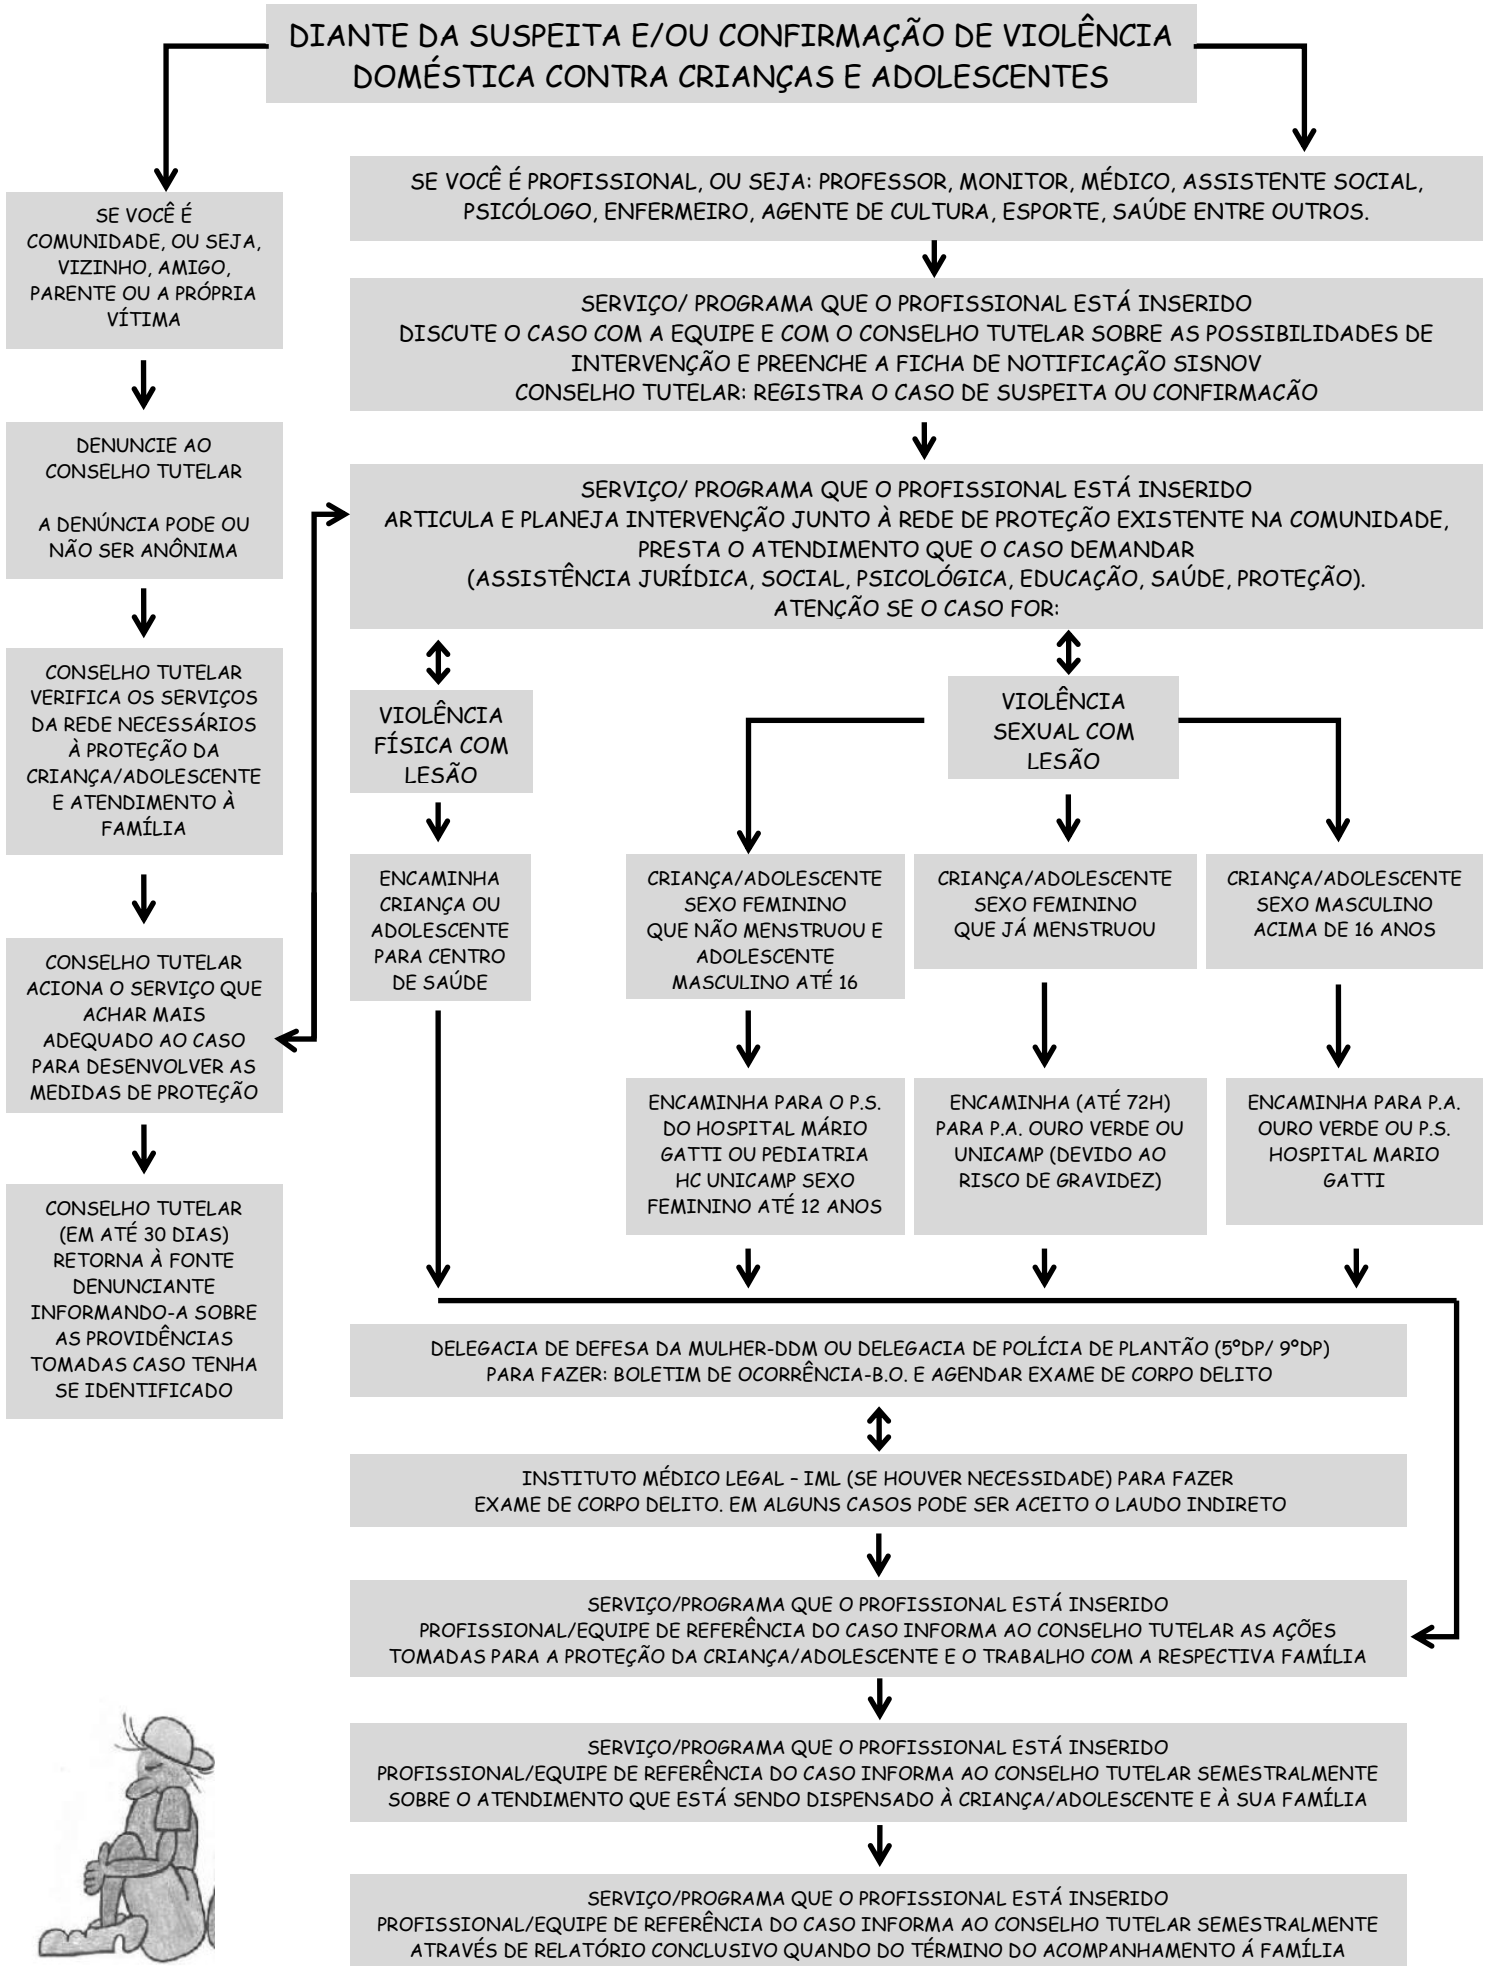 DIANTE DA SUSPEITA E/OU CONFIRMAÇÃO DE VIOLÊNCIA
DOMÉSTICA CONTRA CRIANÇAS E ADOLESCENTES
SE VOCÊ É
COMUNIDADE, OU SEJA,
VIZINHO, AMIGO,
PARENTE OU A PRÓPRIA
VÍTIMA
DENUNCIE AO
CONSELHO TUTELAR
A DENÚNCIA PODE OU
NÃO SER ANÔNIMA
CONSELHO TUTELAR
VERIFICA OS SERVIÇOS
DA REDE NECESSÁRIOS
À PROTEÇÃO DA
CRIANÇA/ADOLESCENTE
E ATENDIMENTO À
FAMÍLIA
CONSELHO TUTELAR
ACIONA O SERVIÇO QUE
ACHAR MAIS
ADEQUADO AO CASO
PARA DESENVOLVER AS
MEDIDAS DE PROTEÇÃO
CONSELHO TUTELAR
(EM ATÉ 30 DIAS)
RETORNA À FONTE
DENUNCIANTE
INFORMANDO-A SOBRE
AS PROVIDÊNCIAS
TOMADAS CASO TENHA
SE IDENTIFICADO
SE VOCÊ É PROFISSIONAL, OU SEJA: PROFESSOR, MONITOR, MÉDICO, ASSISTENTE SOCIAL,
PSICÓLOGO, ENFERMEIRO, AGENTE DE CULTURA, ESPORTE, SAÚDE ENTRE OUTROS.
SERVIÇO/ PROGRAMA QUE O PROFISSIONAL ESTÁ INSERIDO
DISCUTE O CASO COM A EQUIPE E COM O CONSELHO TUTELAR SOBRE AS POSSIBILIDADES DE
INTERVENÇÃO E PREENCHE A FICHA DE NOTIFICAÇÃO SISNOV
CONSELHO TUTELAR: REGISTRA O CASO DE SUSPEITA OU CONFIRMAÇÃO
SERVIÇO/ PROGRAMA QUE O PROFISSIONAL ESTÁ INSERIDO
ARTICULA E PLANEJA INTERVENÇÃO JUNTO À REDE DE PROTEÇÃO EXISTENTE NA COMUNIDADE,
PRESTA O ATENDIMENTO QUE O CASO DEMANDAR
(ASSISTÊNCIA JURÍDICA, SOCIAL, PSICOLÓGICA, EDUCAÇÃO, SAÚDE, PROTEÇÃO).
ATENÇÃO SE O CASO FOR:
VIOLÊNCIA
FÍSICA COM
LESÃO
VIOLÊNCIA
SEXUAL COM
LESÃO
ENCAMINHA
CRIANÇA OU
ADOLESCENTE
PARA CENTRO
DE SAÚDE
CRIANÇA/ADOLESCENTE
SEXO FEMININO
QUE NÃO MENSTRUOU E
ADOLESCENTE
MASCULINO ATÉ 16
CRIANÇA/ADOLESCENTE
SEXO FEMININO
QUE JÁ MENSTRUOU
CRIANÇA/ADOLESCENTE
SEXO MASCULINO
ACIMA DE 16 ANOS
ENCAMINHA PARA O P.S.
DO HOSPITAL MÁRIO
GATTI OU PEDIATRIA
HC UNICAMP SEXO
FEMININO ATÉ 12 ANOS
ENCAMINHA (ATÉ 72H)
PARA P.A. OURO VERDE OU
UNICAMP (DEVIDO AO
RISCO DE GRAVIDEZ)
ENCAMINHA PARA P.A.
OURO VERDE OU P.S.
HOSPITAL MARIO
GATTI
DELEGACIA DE DEFESA DA MULHER-DDM OU DELEGACIA DE POLÍCIA DE PLANTÃO (5ºDP/ 9ºDP)
PARA FAZER: BOLETIM DE OCORRÊNCIA-B.O. E AGENDAR EXAME DE CORPO DELITO
INSTITUTO MÉDICO LEGAL – IML (SE HOUVER NECESSIDADE) PARA FAZER
EXAME DE CORPO DELITO. EM ALGUNS CASOS PODE SER ACEITO O LAUDO INDIRETO
SERVIÇO/PROGRAMA QUE O PROFISSIONAL ESTÁ INSERIDO
PROFISSIONAL/EQUIPE DE REFERÊNCIA DO CASO INFORMA AO CONSELHO TUTELAR AS AÇÕES
TOMADAS PARA A PROTEÇÃO DA CRIANÇA/ADOLESCENTE E O TRABALHO COM A RESPECTIVA FAMÍLIA
SERVIÇO/PROGRAMA QUE O PROFISSIONAL ESTÁ INSERIDO
PROFISSIONAL/EQUIPE DE REFERÊNCIA DO CASO INFORMA AO CONSELHO TUTELAR SEMESTRALMENTE
SOBRE O ATENDIMENTO QUE ESTÁ SENDO DISPENSADO À CRIANÇA/ADOLESCENTE E À SUA FAMÍLIA
SERVIÇO/PROGRAMA QUE O PROFISSIONAL ESTÁ INSERIDO
PROFISSIONAL/EQUIPE DE REFERÊNCIA DO CASO INFORMA AO CONSELHO TUTELAR SEMESTRALMENTE
ATRAVÉS DE RELATÓRIO CONCLUSIVO QUANDO DO TÉRMINO DO ACOMPANHAMENTO Á FAMÍLIA